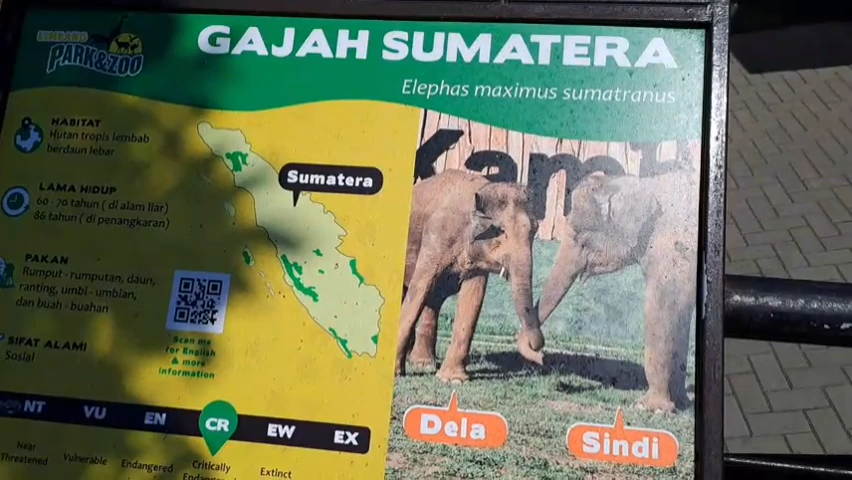 LEMBANG
PARK & ZOO
GAJAH SUMATERA
Elephas maximus sumatranus
HABITAT
Hutan tropis lembab
berdaun lebar
LAMA HIDUP
60 - 70 tahun ( di alam liar )
86 tahun ( di penangkaran )
PAKAN
Rumput - rumputan, daun,
ranting, umbi - umbian,
dan buah - buahan
SIFAT ALAMI
Sosial
Sumatera
Scan me
for English
& more
information
NT VU EN CR EW EX
Near
Threatened
Vulnerable
Endangered
Critically
Extinct
Kam
Dela
Sindi